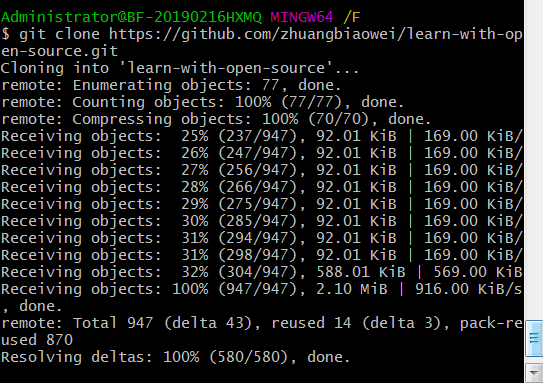 Administrator@BF-20190216HXMQ MINGW64 /F
$ git clone https://github.com/zhuangbiaowei/learn-with-op
en-source.git
Cloning into 'learn-with-open-source'...
remote: Enumerating objects: 77, done.
remote: Counting objects: 100% (77/77), done.
remote: Compressing objects: 100% (70/70), done.
Receiving objects:  25% (237/947), 92.01 KiB | 169.00 KiB/
Receiving objects:  26% (247/947), 92.01 KiB | 169.00 KiB/
Receiving objects:  27% (256/947), 92.01 KiB | 169.00 KiB/
Receiving objects:  28% (266/947), 92.01 KiB | 169.00 KiB/
Receiving objects:  29% (275/947), 92.01 KiB | 169.00 KiB/
Receiving objects:  30% (285/947), 92.01 KiB | 169.00 KiB/
Receiving objects:  31% (294/947), 92.01 KiB | 169.00 KiB/
Receiving objects:  31% (298/947), 92.01 KiB | 169.00 KiB/
Receiving objects:  32% (304/947), 588.01 KiB | 569.00 KiB
Receiving objects: 100% (947/947), 2.10 MiB | 916.00 KiB/s
, done.
remote: Total 947 (delta 43), reused 14 (delta 3), pack-re
used 870
Resolving deltas: 100% (580/580), done.